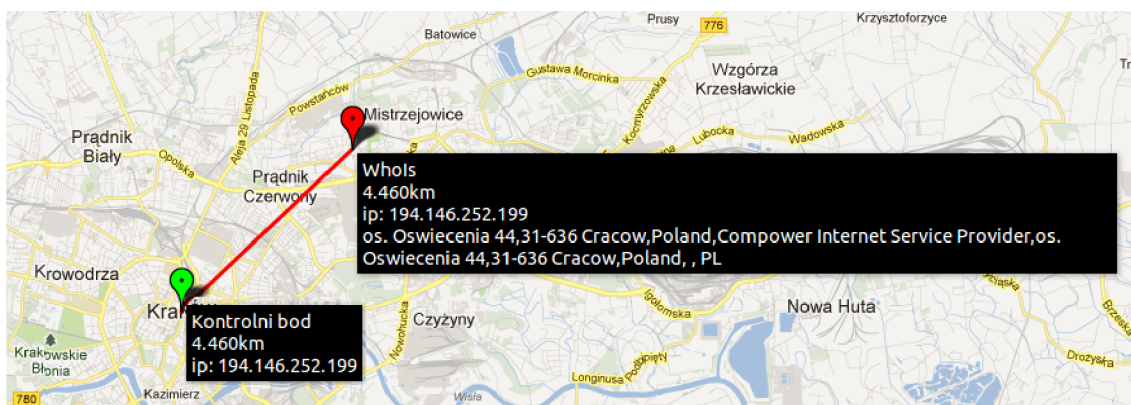 Prusy
Krzysztoforzyce
776
Batowice
Wzgórza
Krzesławickie
Gustawa Morcinka
Powstańców
Aleja 29 Listopada
Mistrzejowice
Kocmyrzowska
Łubocka
Wadowska
Prądnik
Biały
Opolska
Prądnik
Czerwony
WhoIs
4.460km
ip: 194.146.252.199
os. Oswiecenia 44,31-636 Cracow,Poland,Compower Internet Service Provider,os.
Oswiecenia 44,31-636 Cracow,Poland, , PL
Krowodrza
Kontrolni bod
4.460km
ip: 194.146.252.199
Czyżyny
Nowohucka
Igołomska
Nowa Huta
Brzeska
Krakowskie
Błonia
Longinusa Podbipięty
Drożyska
780
Kazimierz
Wisła